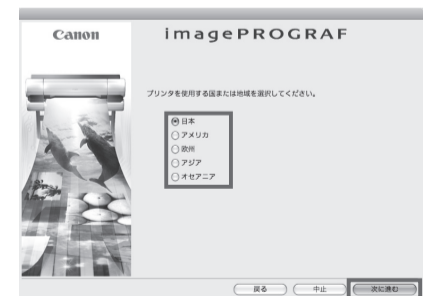 Canon
imagePROGRAF
プリンタを使用する国または地域を選択してください。
日本
アメリカ
欧州
アジア
オセアニア
戻る
中止
次に進む